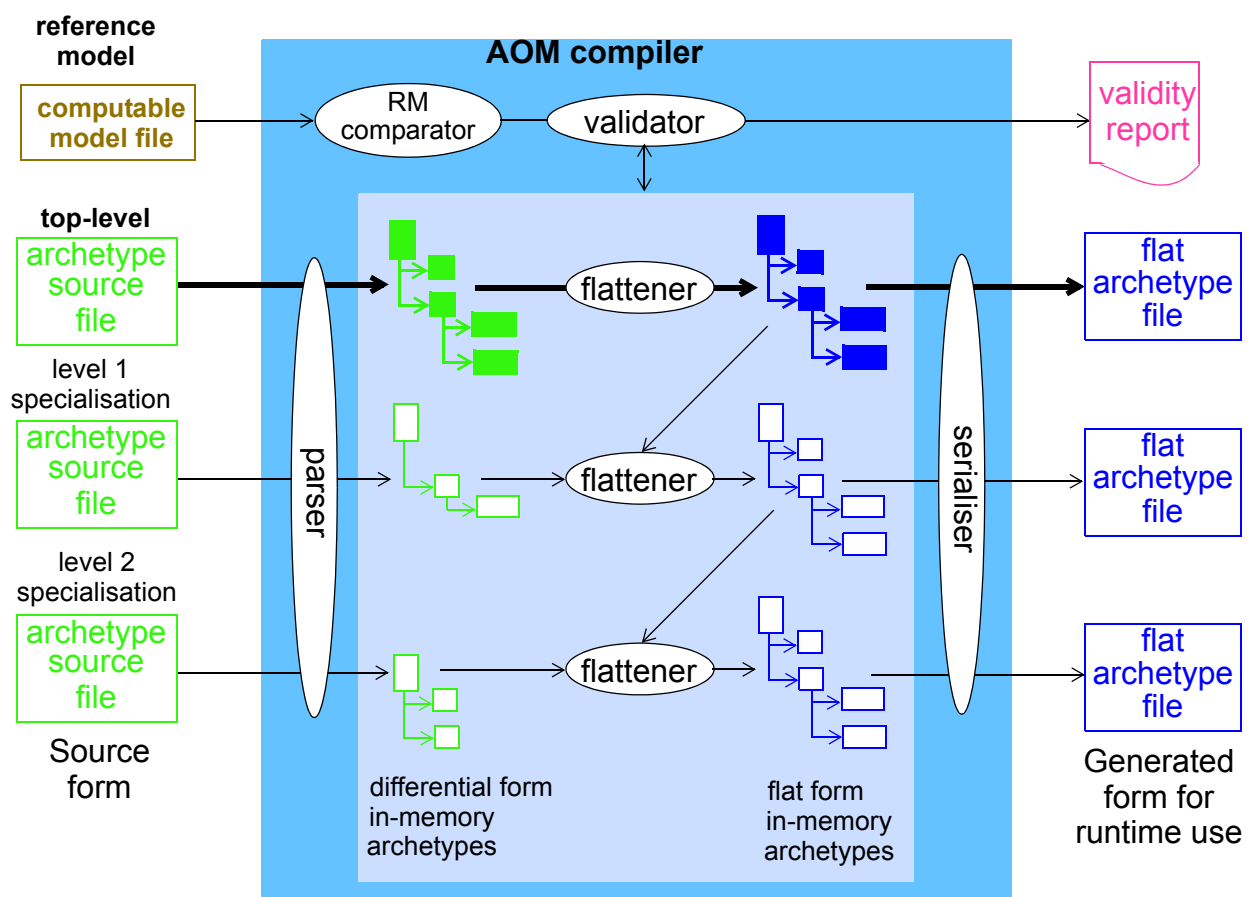 reference
model
AOM compiler
computable
model file
RM
comparator
validator
validity
report
top-level
archetype
source
file
flattener
flat
archetype
file
level 1
specialisation
archetype
source
file
parser
flattener
serialiser
flat
archetype
file
level 2
specialisation
archetype
source
file
flattener
flat
archetype
file
Source
form
differential form
in-memory
archetypes
flat form
in-memory
archetypes
Generated
form for
runtime use